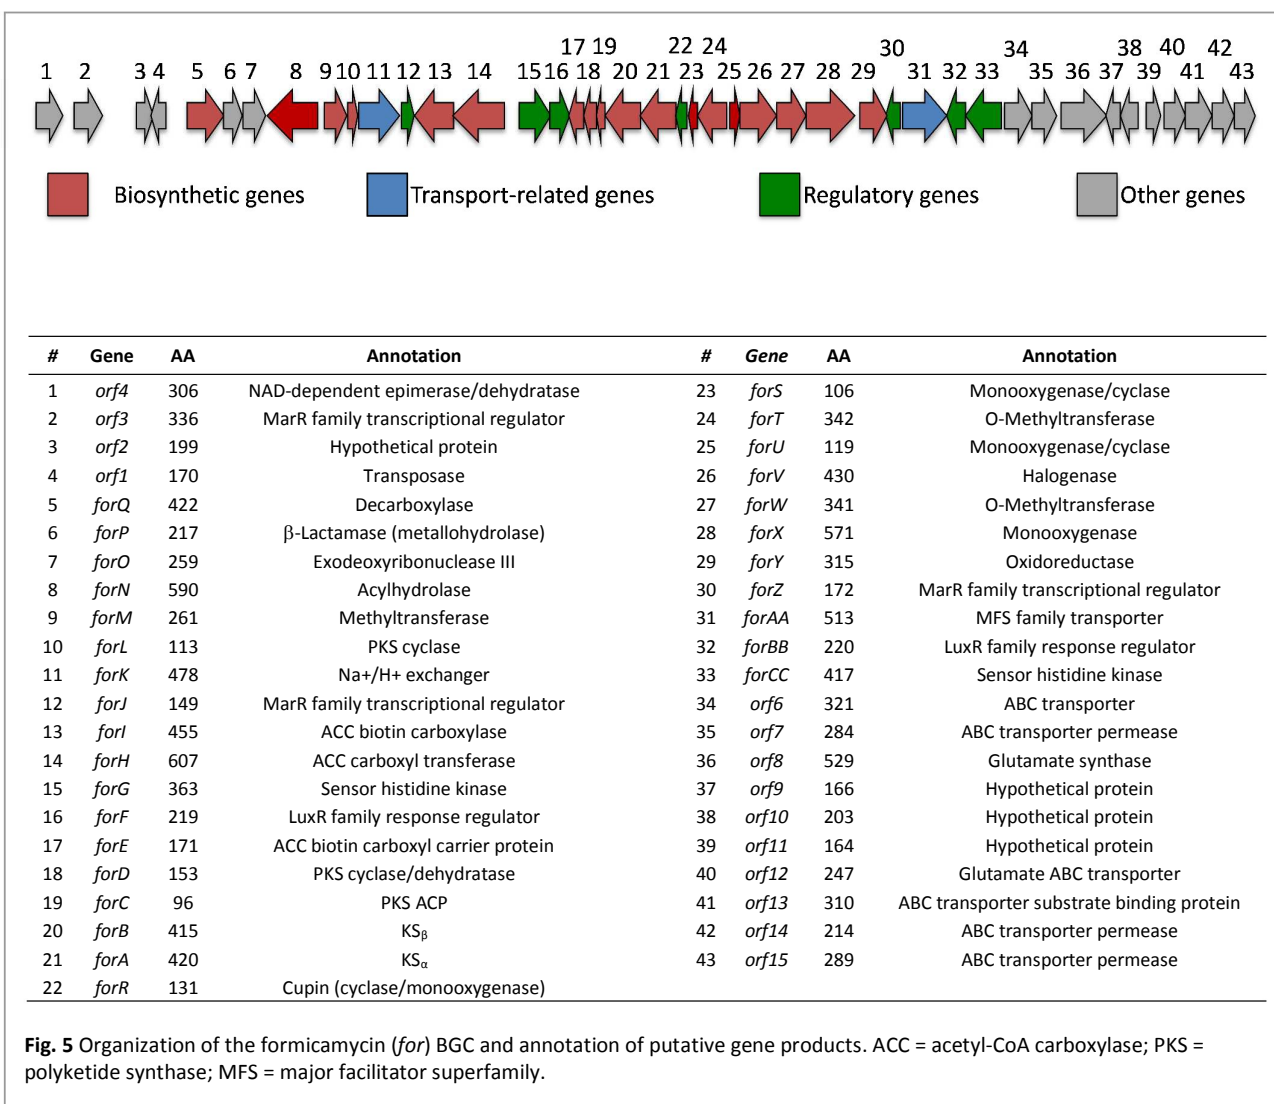 17 19 22 24 30 34 38 40 42
1 2 3 4 5 6 7 8 9 10 11 12 13 14 15 16 18 20 21 23 25 26 27 28 29 31 32 33 35 36 37 39 41 43
Biosynthetic genes Transport-related genes Regulatory genes Other genes
# Gene AA Annotation # Gene AA Annotation
1 orf4 306 NAD-dependent epimerase/dehydratase 23 forS 106 Monooxygenase/cyclase
2 orf3 336 MarR family transcriptional regulator 24 forT 342 O-Methyltransferase
3 orf2 199 Hypothetical protein 25 forU 119 Monooxygenase/cyclase
4 orf1 170 Transposase 26 forV 430 Halogenase
5 forQ 422 Decarboxylase 27 forW 341 O-Methyltransferase
6 forP 217 β-Lactamase (metallohydrolase) 28 forX 571 Monooxygenase
7 forO 259 Exodeoxyribonuclease III 29 forY 315 Oxidoreductase
8 forN 590 Acylhydrolase 30 forZ 172 MarR family transcriptional regulator
9 forM 261 Methyltransferase 31 forAA 513 MFS family transporter
10 forL 113 PKS cyclase 32 forBB 220 LuxR family response regulator
11 forK 478 Na+/H+ exchanger 33 forCC 417 Sensor histidine kinase
12 forJ 149 MarR family transcriptional regulator 34 orf6 321 ABC transporter
13 forI 455 ACC biotin carboxylase 35 orf7 284 ABC transporter permease
14 forH 607 ACC carboxyl transferase 36 orf8 529 Glutamate synthase
15 forG 363 Sensor histidine kinase 37 orf9 166 Hypothetical protein
16 forF 219 LuxR family response regulator 38 orf10 203 Hypothetical protein
17 forE 171 ACC biotin carboxyl carrier protein 39 orf11 164 Hypothetical protein
18 forD 153 PKS cyclase/dehydratase 40 orf12 247 Glutamate ABC transporter
19 forC 96 PKS ACP 41 orf13 310 ABC transporter substrate binding protein
20 forB 415 KSβ 42 orf14 214 ABC transporter permease
21 forA 420 KSα 43 orf15 289 ABC transporter permease
22 forR 131 Cupin (cyclase/monooxygenase)
Fig. 5 Organization of the formicamycin (for) BGC and annotation of putative gene products. ACC = acetyl-CoA carboxylase; PKS =
polyketide synthase; MFS = major facilitator superfamily.